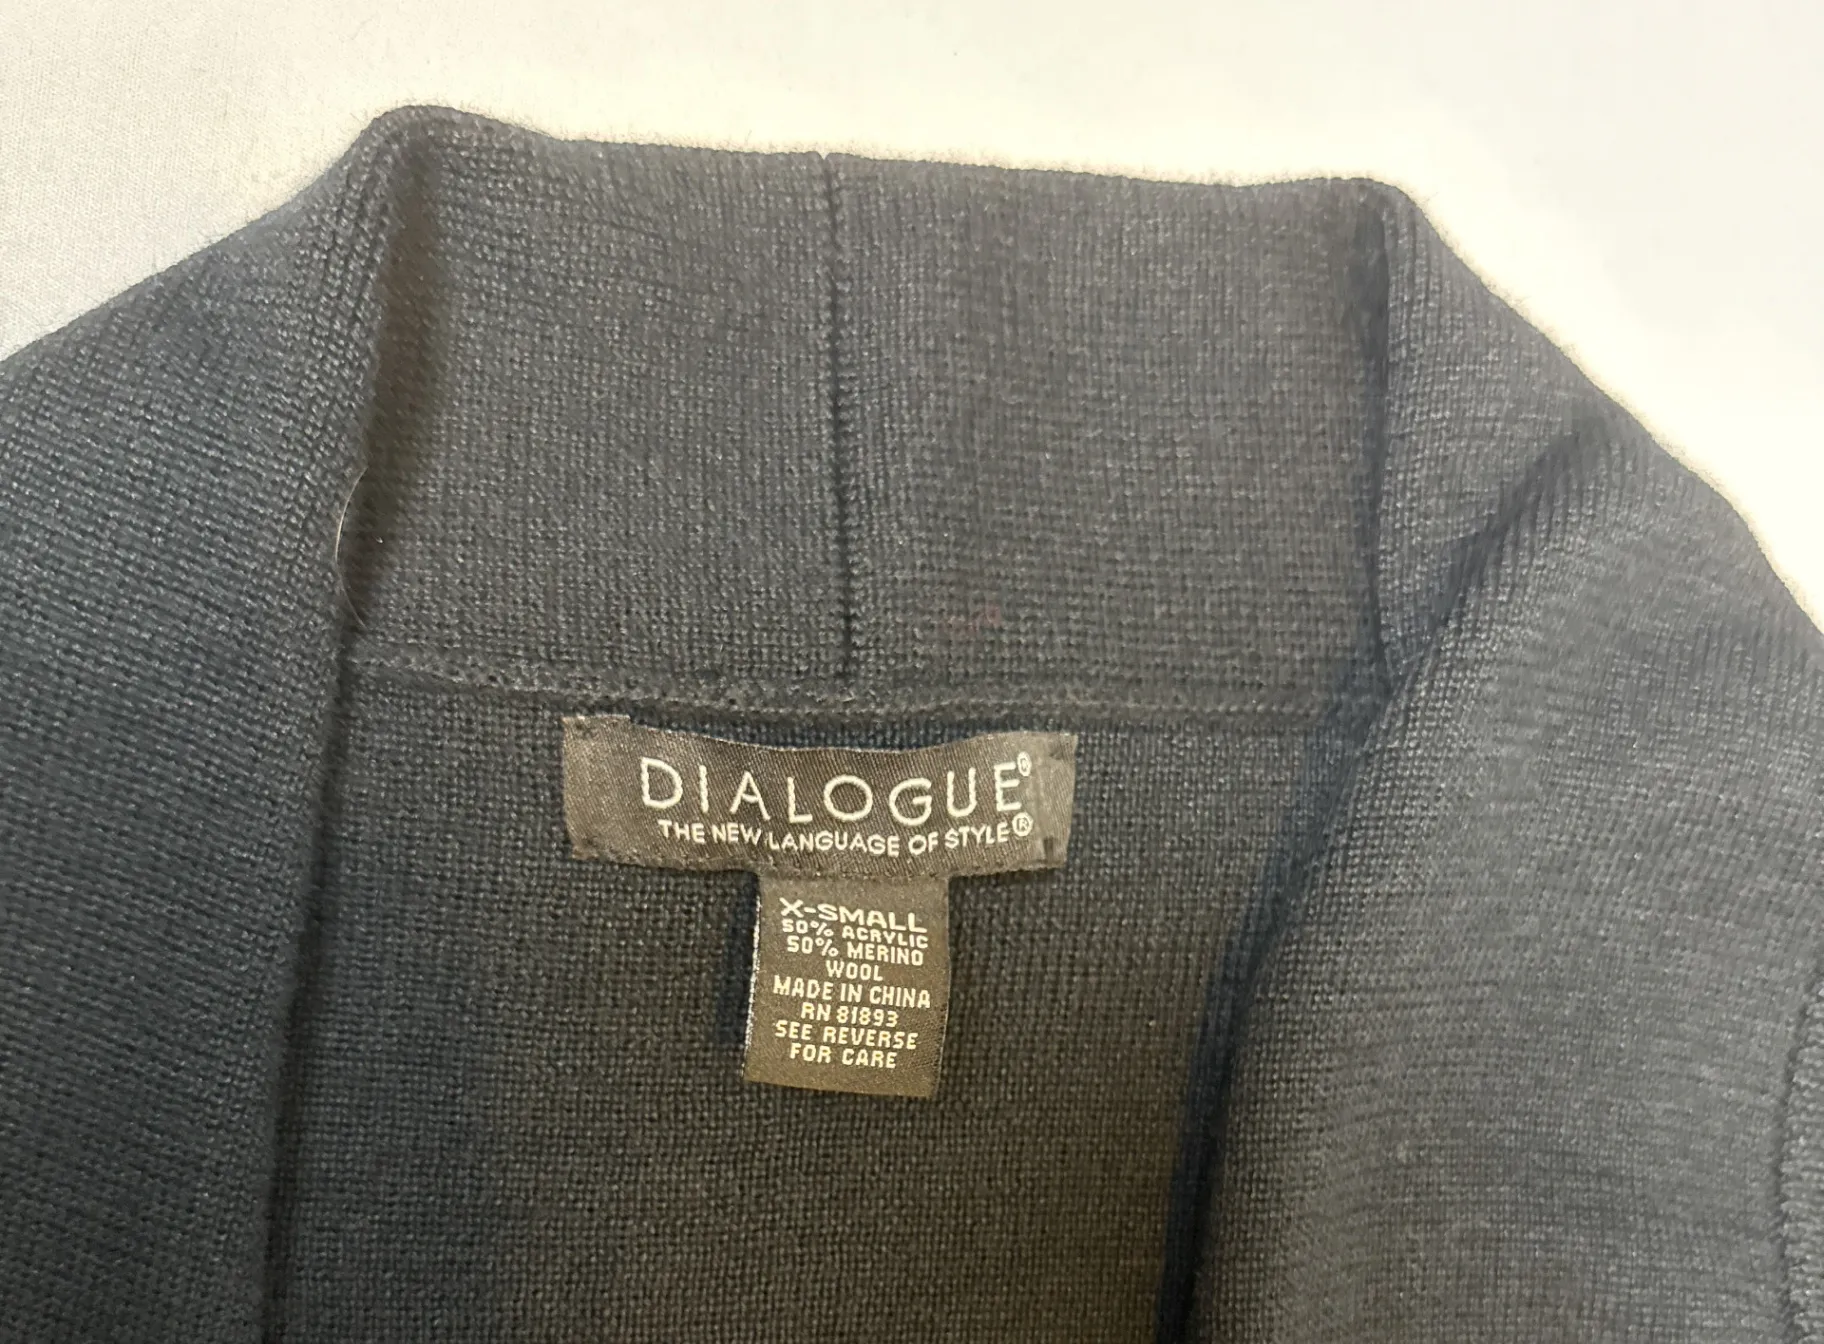 DIALOGUE®
THE NEW LANGUAGE OF STYLE®
X-SMALL
50% ACRYLIC
50% MERINO
WOOL
MADE IN CHINA
RN 81893
SEE REVERSE
FOR CARE